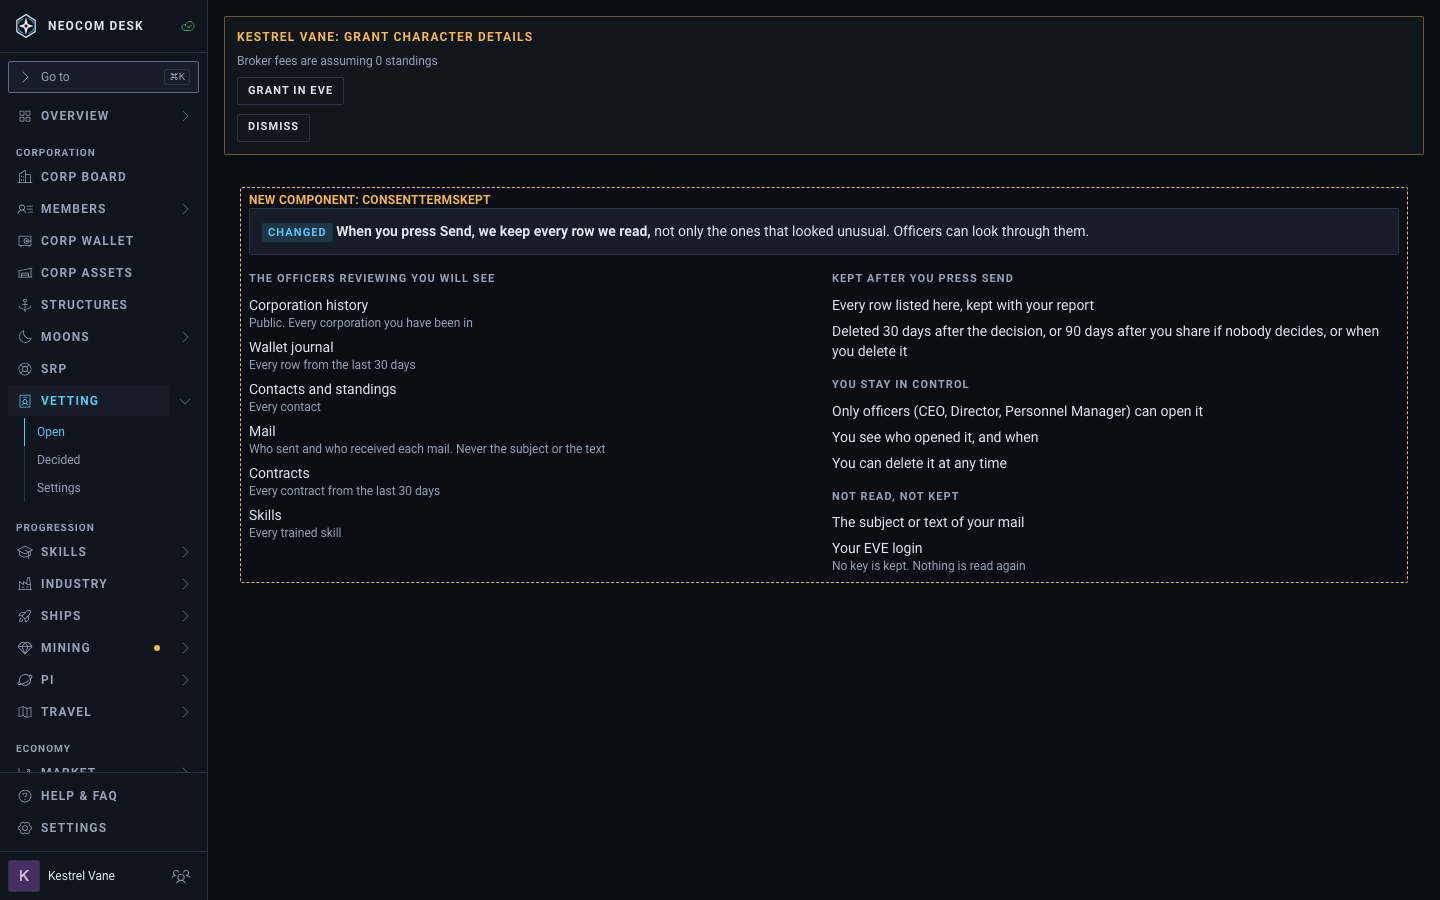 NEOCOM DESK
Go to
⌘K
OVERVIEW
CORPORATION
CORP BOARD
MEMBERS
CORP WALLET
CORP ASSETS
STRUCTURES
MOONS
SRP
VETTING
Open
Decided
Settings
PROGRESSION
SKILLS
INDUSTRY
SHIPS
MINING
PI
TRAVEL
ECONOMY
MARKET
HELP & FAQ
SETTINGS
K
Kestrel Vane
KESTREL VANE: GRANT CHARACTER DETAILS
Broker fees are assuming 0 standings
GRANT IN EVE
DISMISS
NEW COMPONENT: CONSENTTERMSKEPT
CHANGED When you press Send, we keep every row we read, not only the ones that looked unusual. Officers can look through them.
THE OFFICERS REVIEWING YOU WILL SEE
Corporation history
Public. Every corporation you have been in
Wallet journal
Every row from the last 30 days
Contacts and standings
Every contact
Mail
Who sent and who received each mail. Never the subject or the text
Contracts
Every contract from the last 30 days
Skills
Every trained skill
KEPT AFTER YOU PRESS SEND
Every row listed here, kept with your report
Deleted 30 days after the decision, or 90 days after you share if nobody decides, or when
you delete it
YOU STAY IN CONTROL
Only officers (CEO, Director, Personnel Manager) can open it
You see who opened it, and when
You can delete it at any time
NOT READ, NOT KEPT
The subject or text of your mail
Your EVE login
No key is kept. Nothing is read again